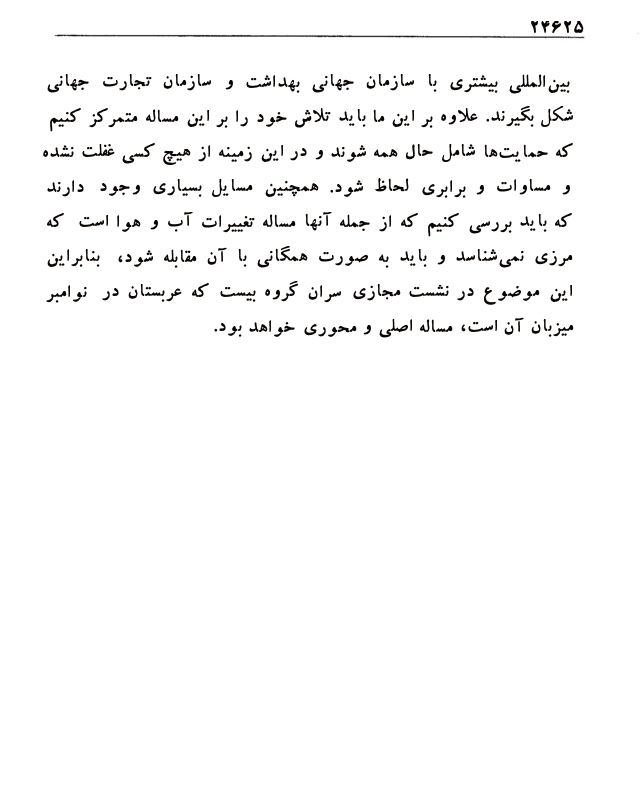 ۲۴۶۲۵
بین‌المللی بیشتری با سازمان جهانی بهداشت و سازمان تجارت جهانی
شکل بگیرند. علاوه بر این ما باید تلاش خود را بر این مساله متمرکز کنیم
که حمایت‌ها شامل حال همه شوند و در این زمینه از هیچ کسی غفلت نشده
و مساوات و برابری لحاظ شود. همچنین مسایل بسیاری وجود دارند
که باید بررسی کنیم که از جمله آنها مساله تغییرات آب و هوا است که
مرزی نمی‌شناسد و باید به صورت همگانی با آن مقابله شود، بنابراین
این موضوع در نشست مجازی سران گروه بیست که عربستان در نوامبر
میزبان آن است، مساله اصلی و محوری خواهد بود.